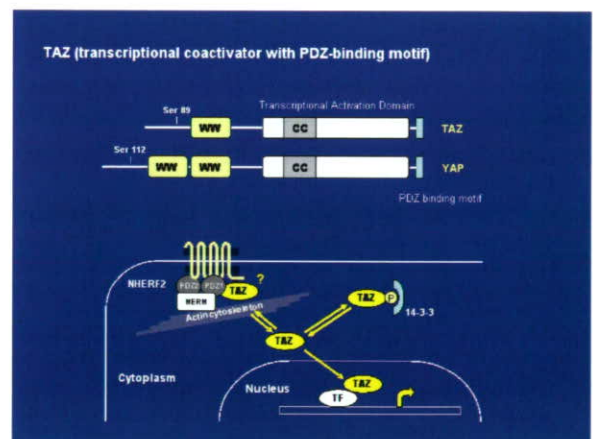 TAZ (transcriptional coactivator with PDZ-binding motif)
Ser 89
Transcriptional Activation Domain
WW
CC
TAZ
Ser 112
WW
WW
CC
YAP
PDZ binding motif
NHERF2
PDZ2
PDZ1
TAZ
?
MERM
Actin cytoskeleton
TAZ
P
14-3-3
TAZ
Cytoplasm
Nucleus
TAZ
TF